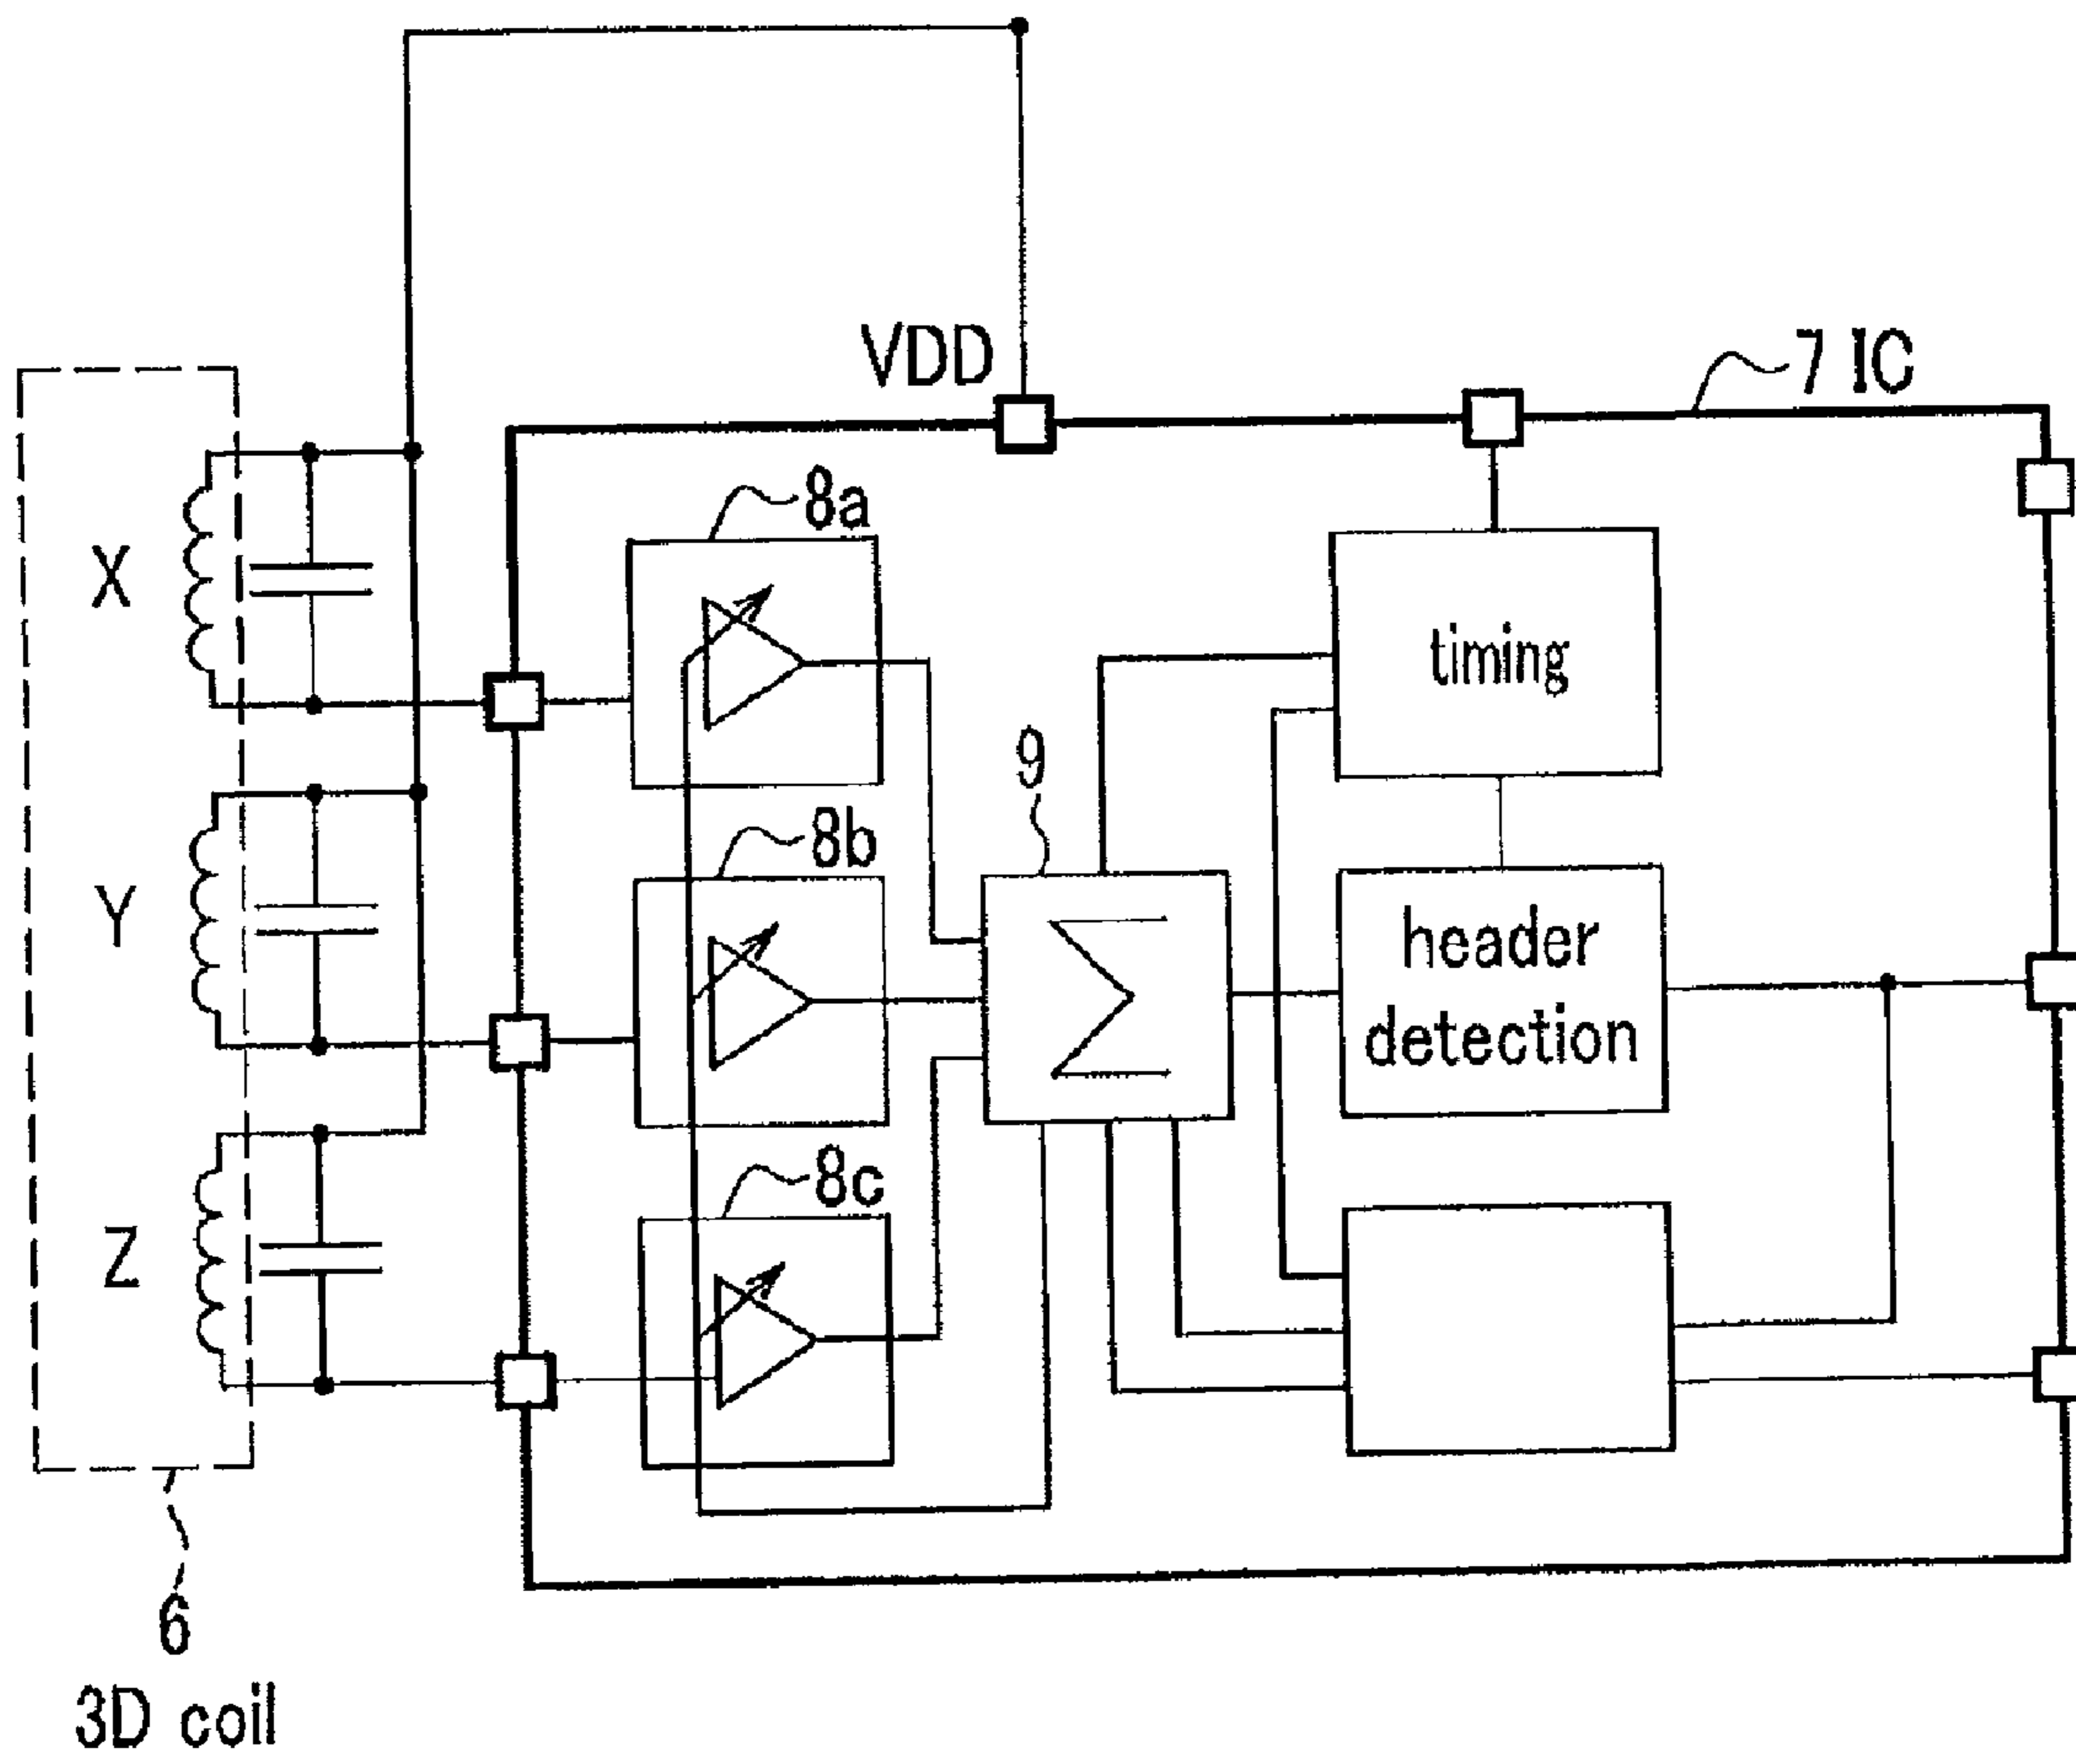 VDD
7 IC
8a
X
timing
9
8b
Y
header
detection
Σ
8c
Z
6
3D coil